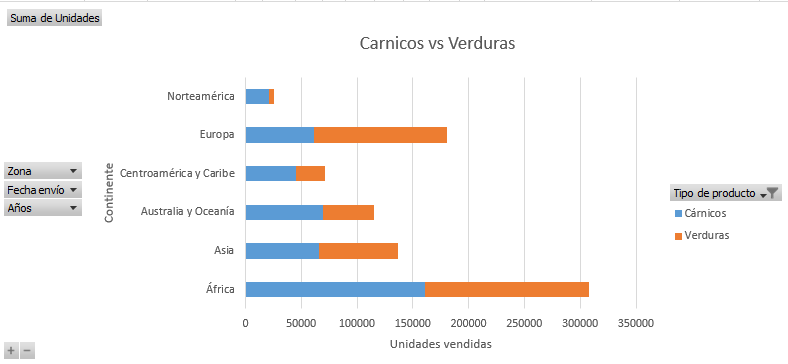 Suma de Unidades
Carnicos vs Verduras
Norteamérica
Europa
Centroamérica y Caribe
Australia y Oceanía
Asia
África
Continente
0 50000 100000 150000 200000 250000 300000 350000
Unidades vendidas
Zona
Fecha envío
Años
Tipo de producto
Cárnicos
Verduras